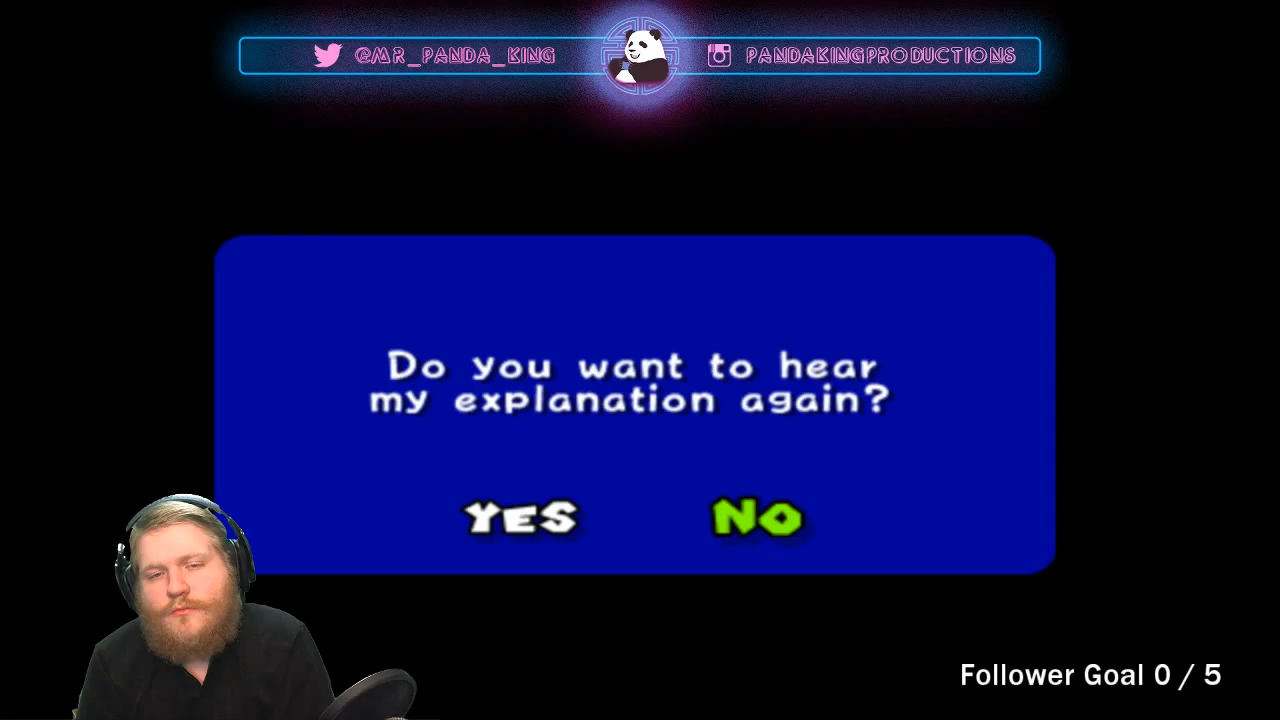 @MR_PANDA_KING
PANDAKINGPRODUCTIONS
Do you want to hear
my explanation again?
YES NO
Follower Goal 0 / 5